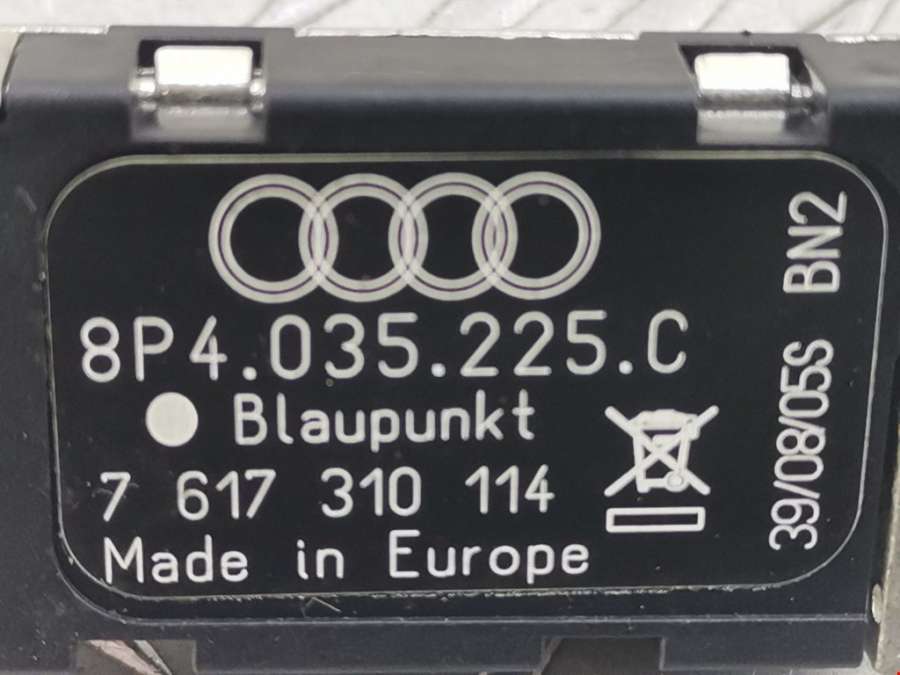 8P4.035.225.C
Blaupunkt
7 617 310 114
Made in Europe
39/08/05S BN2